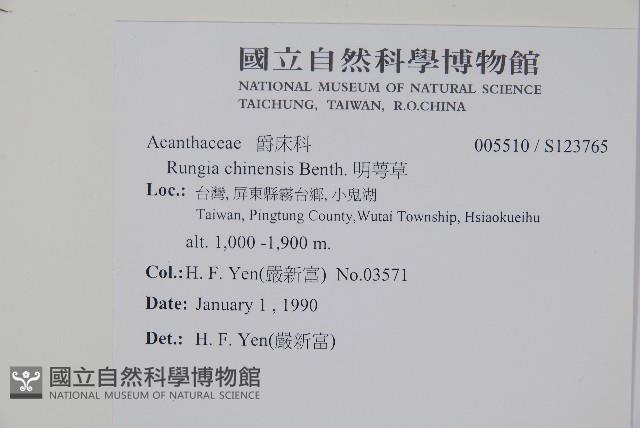 國立自然科學博物館
NATIONAL MUSEUM OF NATURAL SCIENCE
TAICHUNG, TAIWAN, R.O.CHINA
Acanthaceae 爵床科 005510 / S123765
Rungia chinensis Benth. 明萼草
Loc.: 台灣, 屏東縣霧台鄉, 小鬼湖
Taiwan, Pingtung County,Wutai Township, Hsiaokueihu
alt. 1,000 -1,900 m.
Col.: H. F. Yen(嚴新富) No.03571
Date: January 1 , 1990
Det.: H. F. Yen(嚴新富)
國立自然科學博物館
NATIONAL MUSEUM OF NATURAL SCIENCE